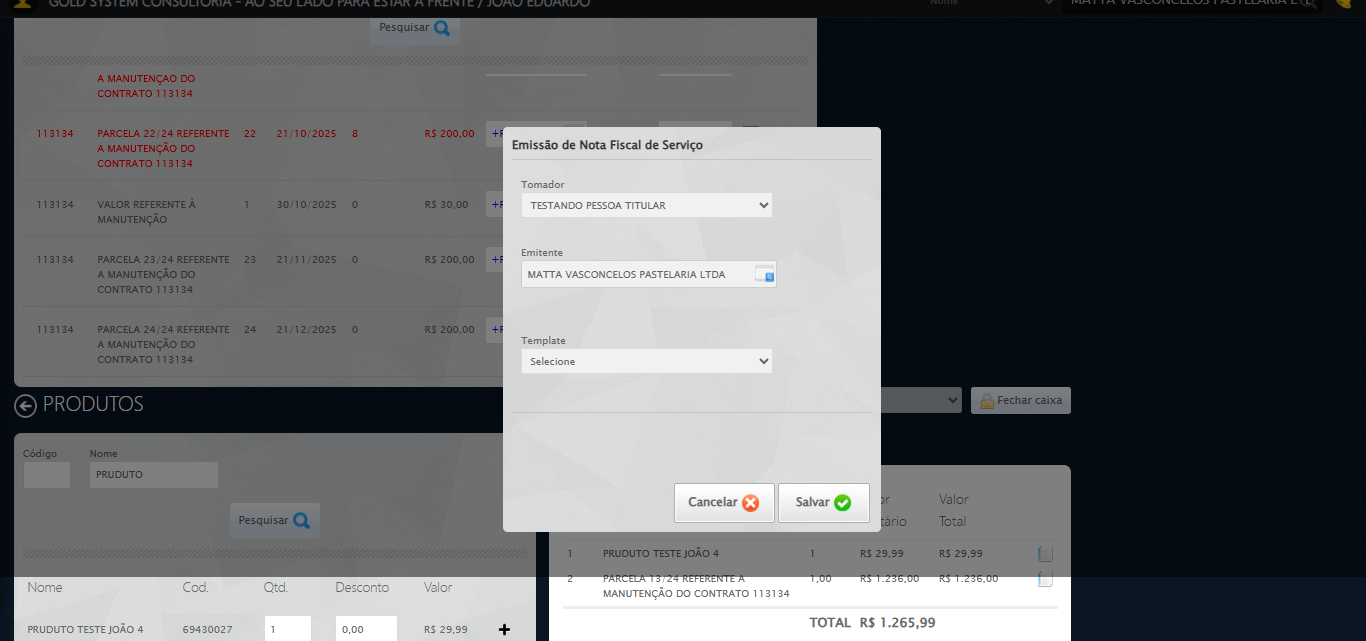 GOLD SYSTEM CONSULTORIA - AO SEU LADO PARA ESTAR À FRENTE / JOÃO EDUARDO
Nome
MATTA VASCONCELOS PASTELARIA L
Pesquisar
A MANUTENÇÃO DO
CONTRATO 113134
113134 PARCELA 22/24 REFERENTE 22 21/10/2025 8 R$ 200,00
A MANUTENÇÃO DO
CONTRATO 113134
113134 VALOR REFERENTE À 1 30/10/2025 0 R$ 30,00
MANUTENÇÃO
113134 PARCELA 23/24 REFERENTE 23 21/11/2025 0 R$ 200,00
A MANUTENÇÃO DO
CONTRATO 113134
113134 PARCELA 24/24 REFERENTE 24 21/12/2025 0 R$ 200,00
A MANUTENÇÃO DO
CONTRATO 113134
Emissão de Nota Fiscal de Serviço
Tomador
TESTANDO PESSOA TITULAR
Emitente
MATTA VASCONCELOS PASTELARIA LTDA
Template
Selecione
Cancelar
Salvar
Fechar caixa
PRODUTOS
Código Nome
PRUDUTO
Pesquisar
Nome Cod. Qtd. Desconto Valor
PRUDUTO TESTE JOÃO 4 69430027 1 0,00 R$ 29,99 +
or Valor
tário Total
1 PRUDUTO TESTE JOÃO 4 1 R$ 29,99 R$ 29,99
2 PARCELA 13/24 REFERENTE A 1,00 R$ 1.236,00 R$ 1.236,00
MANUTENÇÃO DO CONTRATO 113134
TOTAL R$ 1.265,99